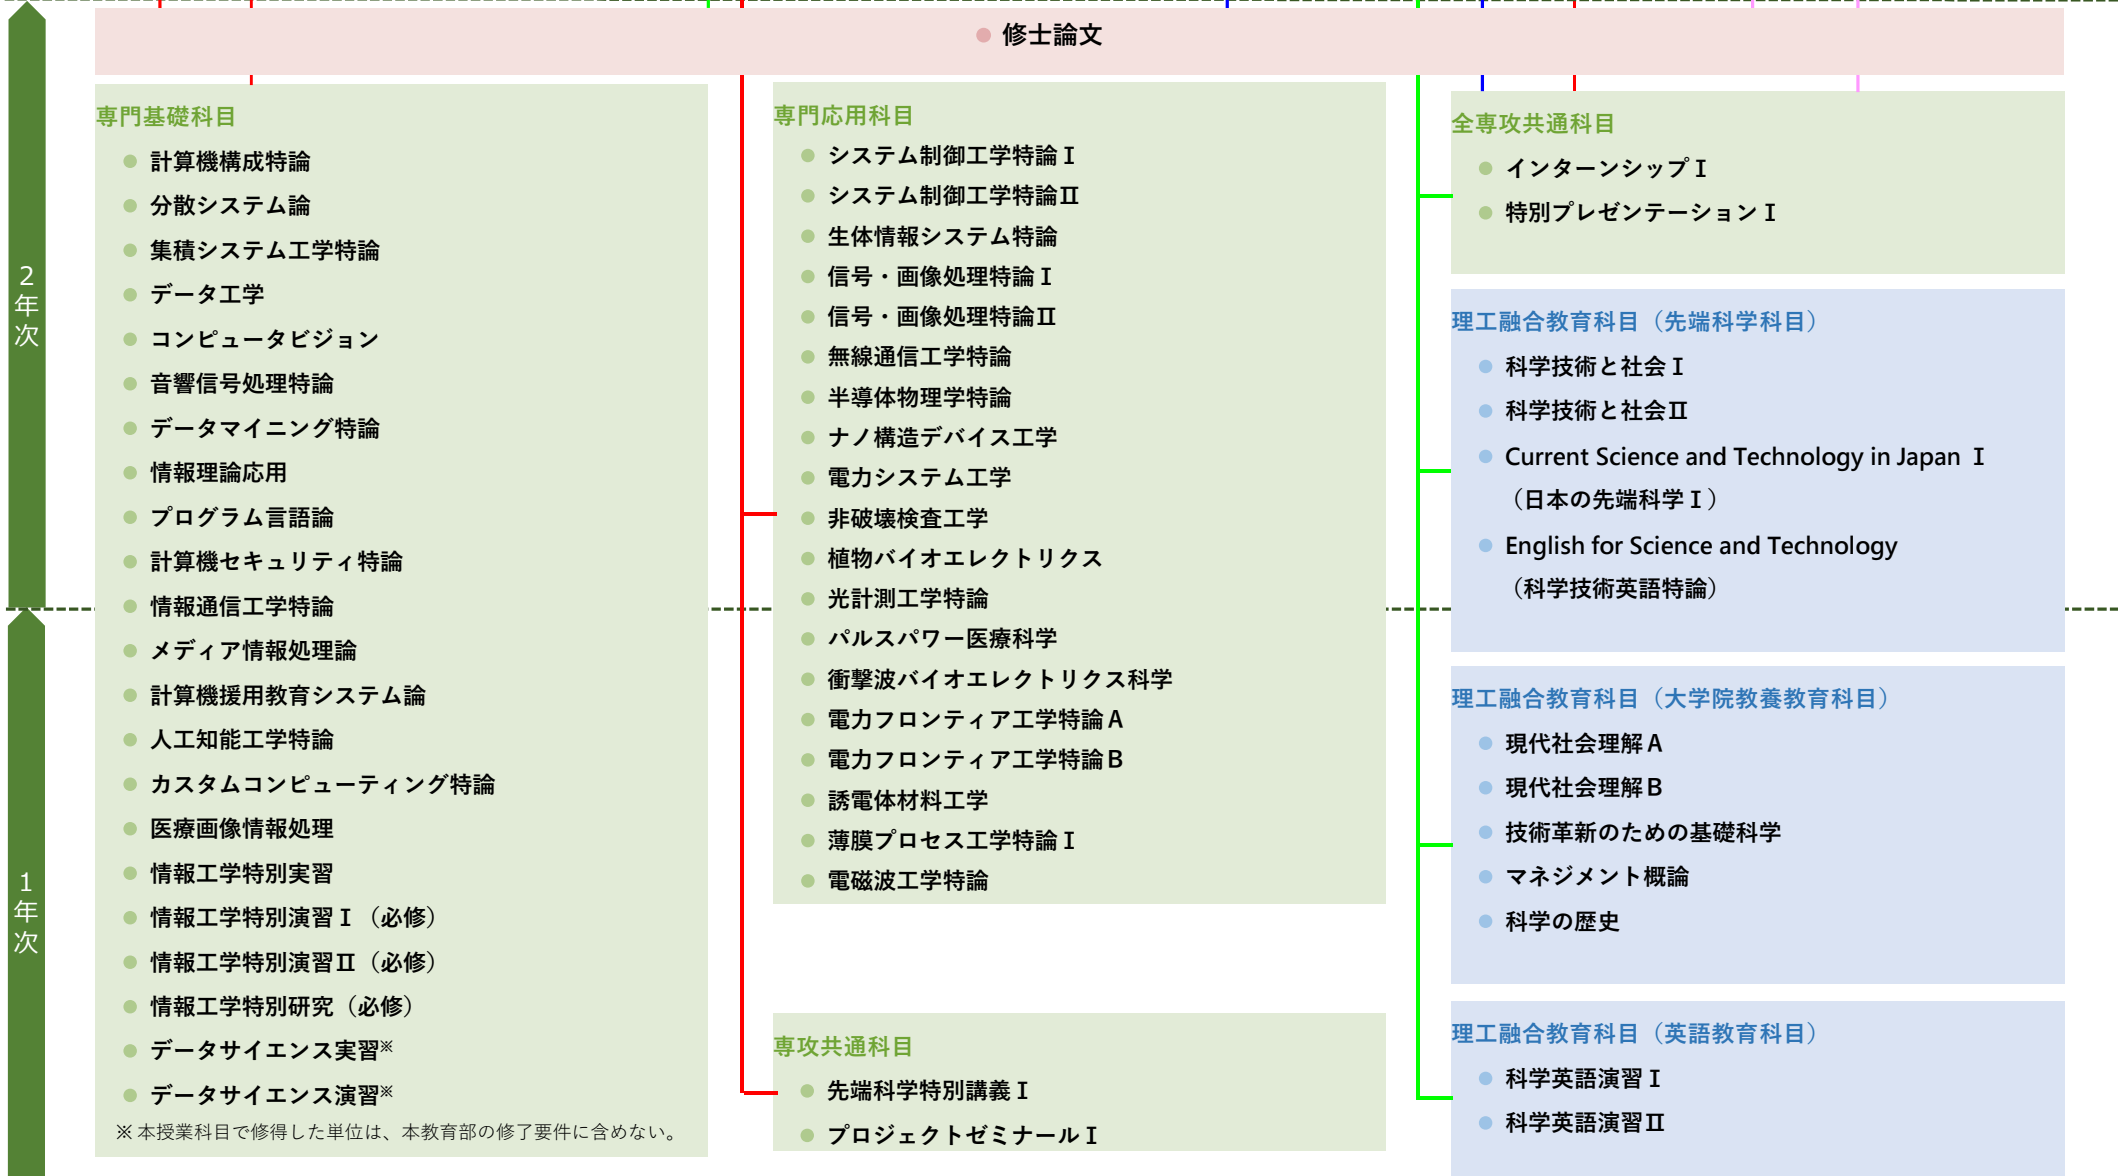 修士論文
2年次
1年次
専門基礎科目
計算機構成特論
分散システム論
集積システム工学特論
データ工学
コンピュータビジョン
音響信号処理特論
データマイニング特論
情報理論応用
プログラム言語論
計算機セキュリティ特論
情報通信工学特論
メディア情報処理論
計算機援用教育システム論
人工知能工学特論
カスタムコンピューティング特論
医療画像情報処理
情報工学特別実習
情報工学特別演習Ⅰ（必修）
情報工学特別演習Ⅱ（必修）
情報工学特別研究（必修）
データサイエンス実習※
データサイエンス演習※
※ 本授業科目で修得した単位は、本教育部の修了要件に含めない。
専門応用科目
システム制御工学特論Ⅰ
システム制御工学特論Ⅱ
生体情報システム特論
信号・画像処理特論Ⅰ
信号・画像処理特論Ⅱ
無線通信工学特論
半導体物理学特論
ナノ構造デバイス工学
電力システム工学
非破壊検査工学
植物バイオエレクトリクス
光計測工学特論
パルスパワー医療科学
衝撃波バイオエレクトリクス科学
電力フロンティア工学特論A
電力フロンティア工学特論B
誘電体材料工学
薄膜プロセス工学特論Ⅰ
電磁波工学特論
専攻共通科目
先端科学特別講義Ⅰ
プロジェクトゼミナールⅠ
全専攻共通科目
インターンシップⅠ
特別プレゼンテーションⅠ
理工融合教育科目（先端科学科目）
科学技術と社会Ⅰ
科学技術と社会Ⅱ
Current Science and Technology in Japan Ⅰ
（日本の先端科学Ⅰ）
English for Science and Technology
（科学技術英語特論）
理工融合教育科目（大学院教養教育科目）
現代社会理解A
現代社会理解B
技術革新のための基礎科学
マネジメント概論
科学の歴史
理工融合教育科目（英語教育科目）
科学英語演習Ⅰ
科学英語演習Ⅱ